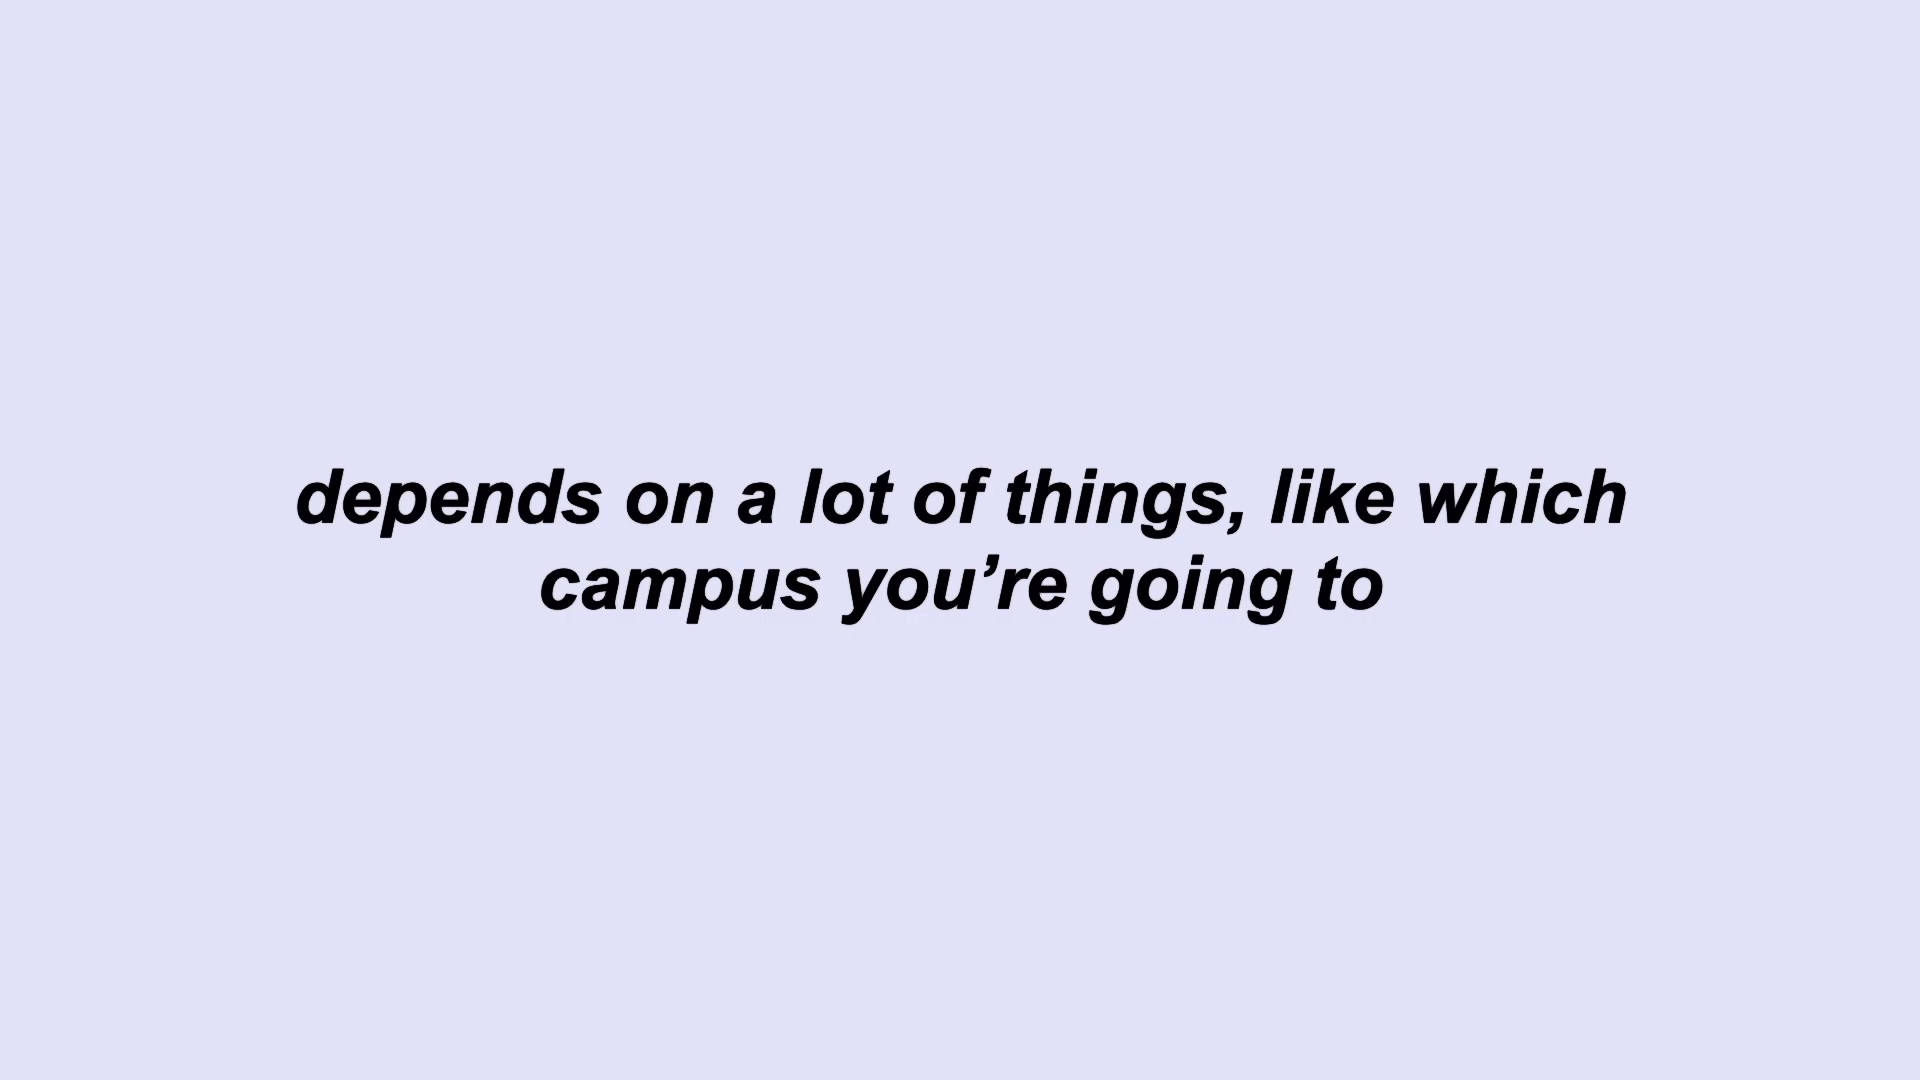 depends on a lot of things, like which
campus you’re going to